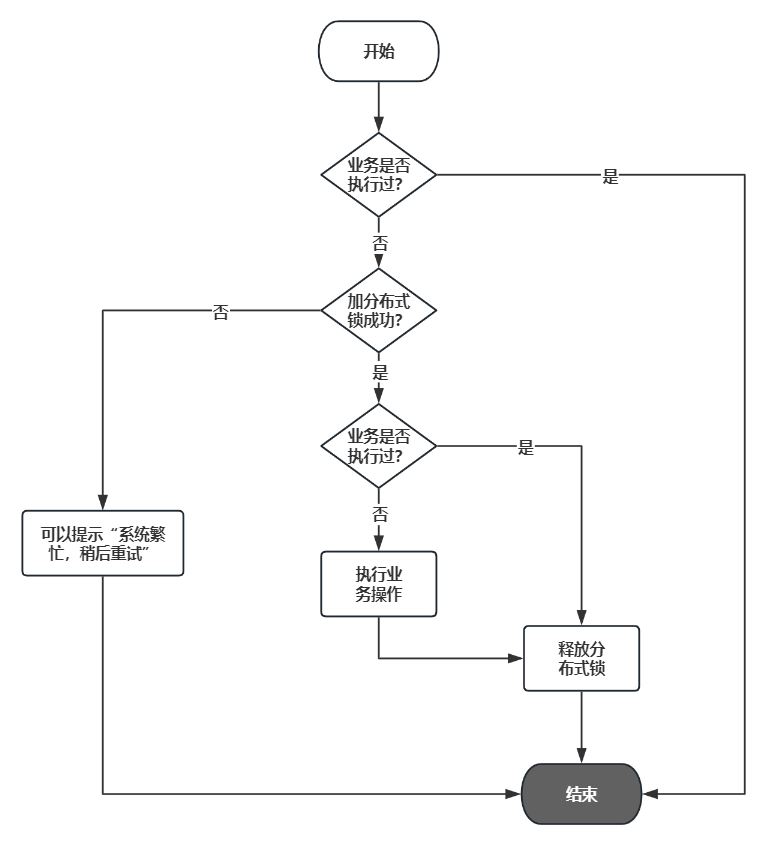 开始
业务是否
执行过？
是
否
加分布式
锁成功？
否
是
业务是否
执行过？
是
否
可以提示“系统繁
忙，稍后重试”
执行业
务操作
释放分
布式锁
结束